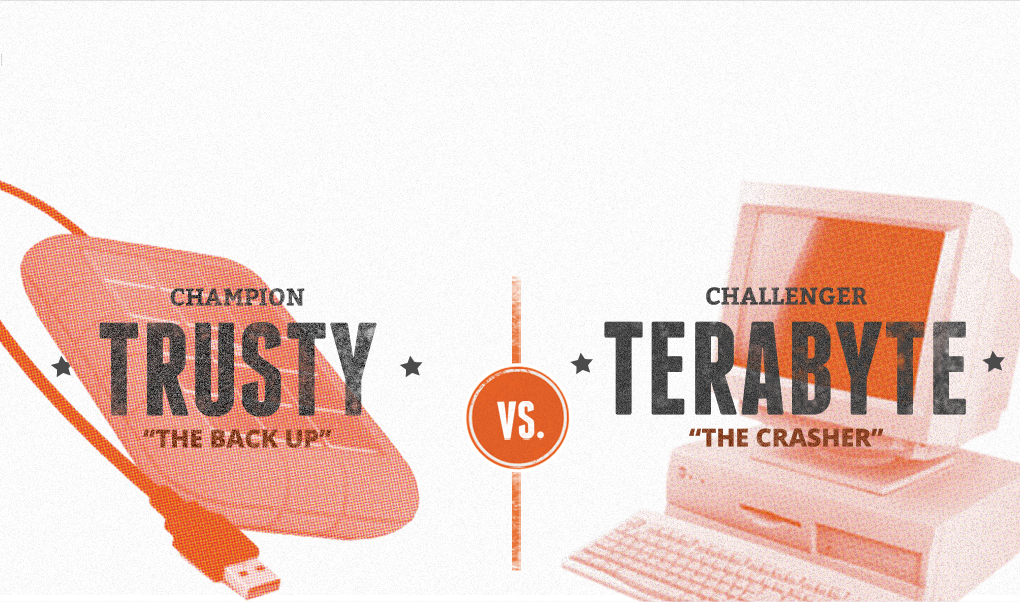 CHAMPION
TRUSTY
“THE BACK UP”
VS.
CHALLENGER
TERABYTE
“THE CRASHER”